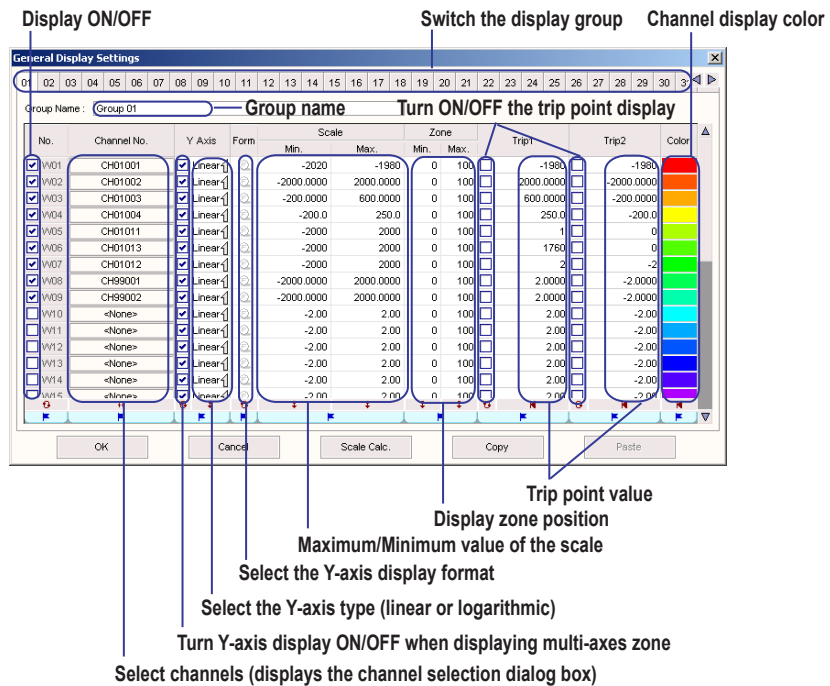 Display ON/OFF
Switch the display group
Channel display color
General Display Settings
01 02 03 04 05 06 07 08 09 10 11 12 13 14 15 16 17 18 19 20 21 22 23 24 25 26 27 28 29 30 31
Group Name : Group 01
Group name
Turn ON/OFF the trip point display
No. Channel No. Y Axis Form Scale Zone Trip1 Trip2 Color
Min. Max. Min. Max.
W01 CH01001 Linear -2020 -1980 0 100 -1980 -1980
W02 CH01002 Linear -2000.0000 2000.0000 0 100 2000.0000 -2000.0000
W03 CH01003 Linear -200.0000 600.0000 0 100 600.0000 -200.0000
W04 CH01004 Linear -200.0 250.0 0 100 250.0 -200.0
W05 CH01011 Linear -2000 2000 0 100 1 0
W06 CH01013 Linear -2000 2000 0 100 1760 0
W07 CH01012 Linear -2000 2000 0 100 2 -2
W08 CH99001 Linear -2000.0000 2000.0000 0 100 2.0000 -2.0000
W09 CH99002 Linear -2000.0000 2000.0000 0 100 2.0000 -2.0000
W10 <None> Linear -2.00 2.00 0 100 2.00 -2.00
W11 <None> Linear -2.00 2.00 0 100 2.00 -2.00
W12 <None> Linear -2.00 2.00 0 100 2.00 -2.00
W13 <None> Linear -2.00 2.00 0 100 2.00 -2.00
W14 <None> Linear -2.00 2.00 0 100 2.00 -2.00
W15 <None> Linear -2.00 2.00 0 100 2.00 -2.00
OK Cancel Scale Calc. Copy Paste
Trip point value
Display zone position
Maximum/Minimum value of the scale
Select the Y-axis display format
Select the Y-axis type (linear or logarithmic)
Turn Y-axis display ON/OFF when displaying multi-axes zone
Select channels (displays the channel selection dialog box)